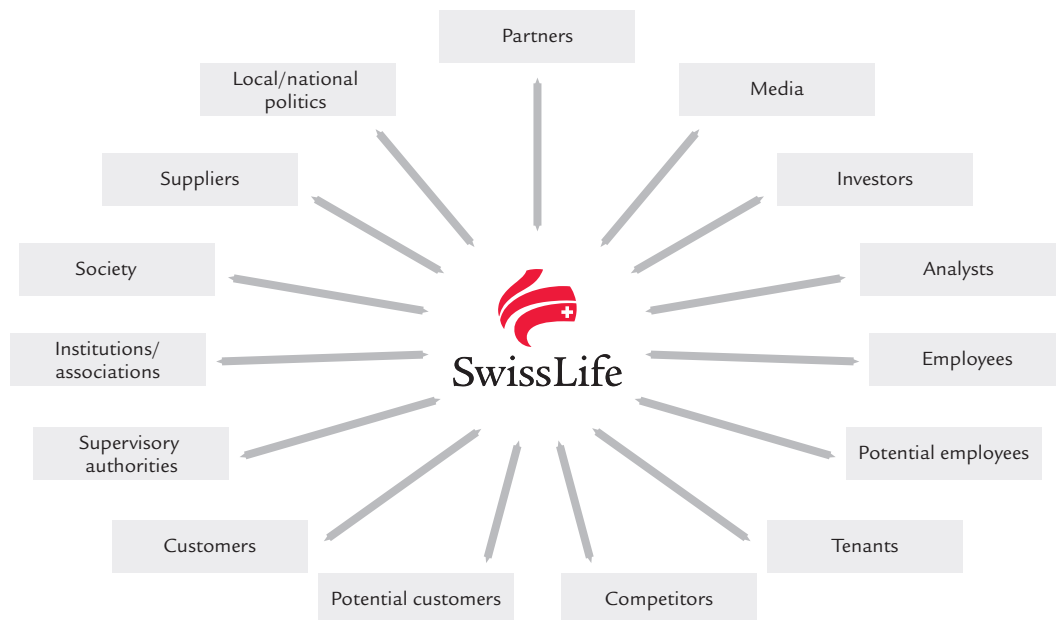 Partners
Local/national
politics
Media
Suppliers
Investors
Society
Analysts
SwissLife
Institutions/
associations
Employees
Supervisory
authorities
Potential employees
Customers
Tenants
Potential customers
Competitors